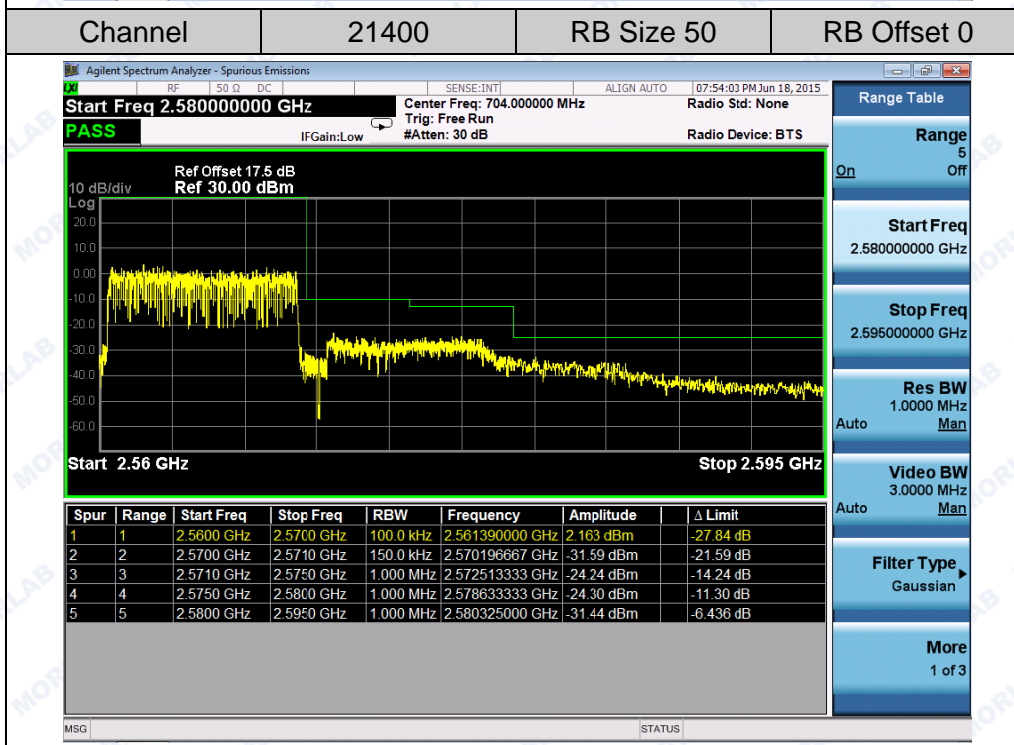 Channel 21400 RB Size 50 RB Offset 0
Agilent Spectrum Analyzer - Spurious Emissions
LXI RF 50 Ω DC SENSE:INT ALIGN AUTO 07:54:03 PM Jun 18, 2015
Start Freq 2.580000000 GHz
Center Freq: 704.000000 MHz
Radio Std: None
Trig: Free Run
PASS IFGain:Low #Atten: 30 dB Radio Device: BTS
Ref Offset 17.5 dB
10 dB/div Ref 30.00 dBm
Log
20.0
10.0
0.00
-10.0
-20.0
-30.0
-40.0
-50.0
-60.0
Start 2.56 GHz Stop 2.595 GHz
Spur Range Start Freq Stop Freq RBW Frequency Amplitude Δ Limit
1 1 2.5600 GHz 2.5700 GHz 100.0 kHz 2.561390000 GHz 2.163 dBm -27.84 dB
2 2 2.5700 GHz 2.5710 GHz 150.0 kHz 2.570196667 GHz -31.59 dBm -21.59 dB
3 3 2.5710 GHz 2.5750 GHz 1.000 MHz 2.572513333 GHz -24.24 dBm -14.24 dB
4 4 2.5750 GHz 2.5800 GHz 1.000 MHz 2.578633333 GHz -24.30 dBm -11.30 dB
5 5 2.5800 GHz 2.5950 GHz 1.000 MHz 2.580325000 GHz -31.44 dBm -6.436 dB
MSG STATUS
Range Table
Range
5
On Off
Start Freq
2.580000000 GHz
Stop Freq
2.595000000 GHz
Res BW
1.0000 MHz
Auto Man
Video BW
3.0000 MHz
Auto Man
Filter Type
Gaussian
More
1 of 3